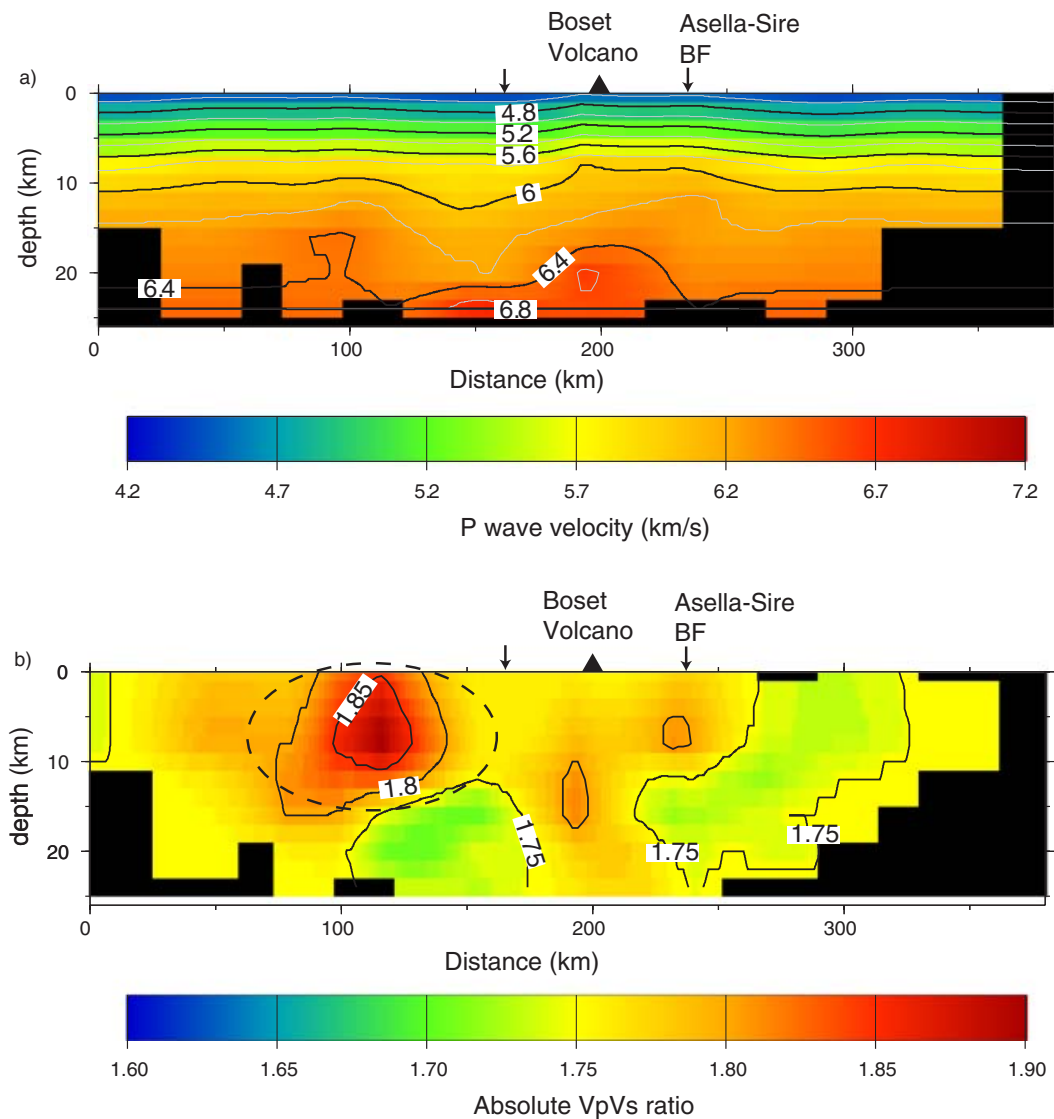 Boset
Volcano
Asella-Sire
BF
a)
0
10
20
depth (km)
4.8
5.2
5.6
6
6.4
6.4
6.8
0
100
200
300
Distance (km)
4.2
4.7
5.2
5.7
6.2
6.7
7.2
P wave velocity (km/s)
Boset
Volcano
Asella-Sire
BF
b)
0
10
20
depth (km)
1.85
1.8
1.75
1.75
1.75
0
100
200
300
Distance (km)
1.60
1.65
1.70
1.75
1.80
1.85
1.90
Absolute VpVs ratio